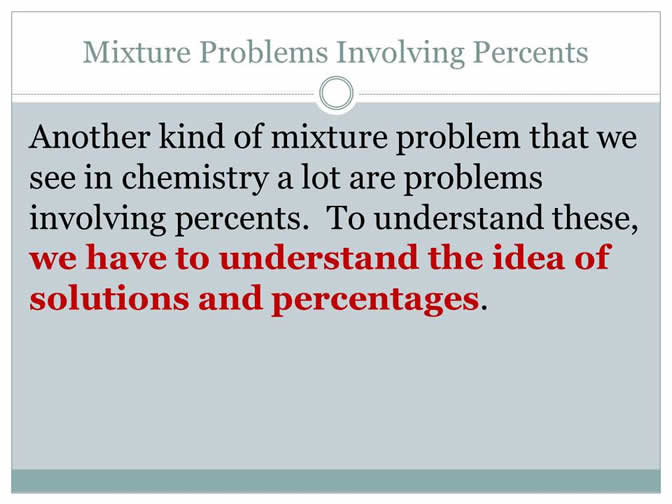 Mixture Problems Involving Percents
Another kind of mixture problem that we
see in chemistry a lot are problems
involving percents.  To understand these,
we have to understand the idea of
solutions and percentages.